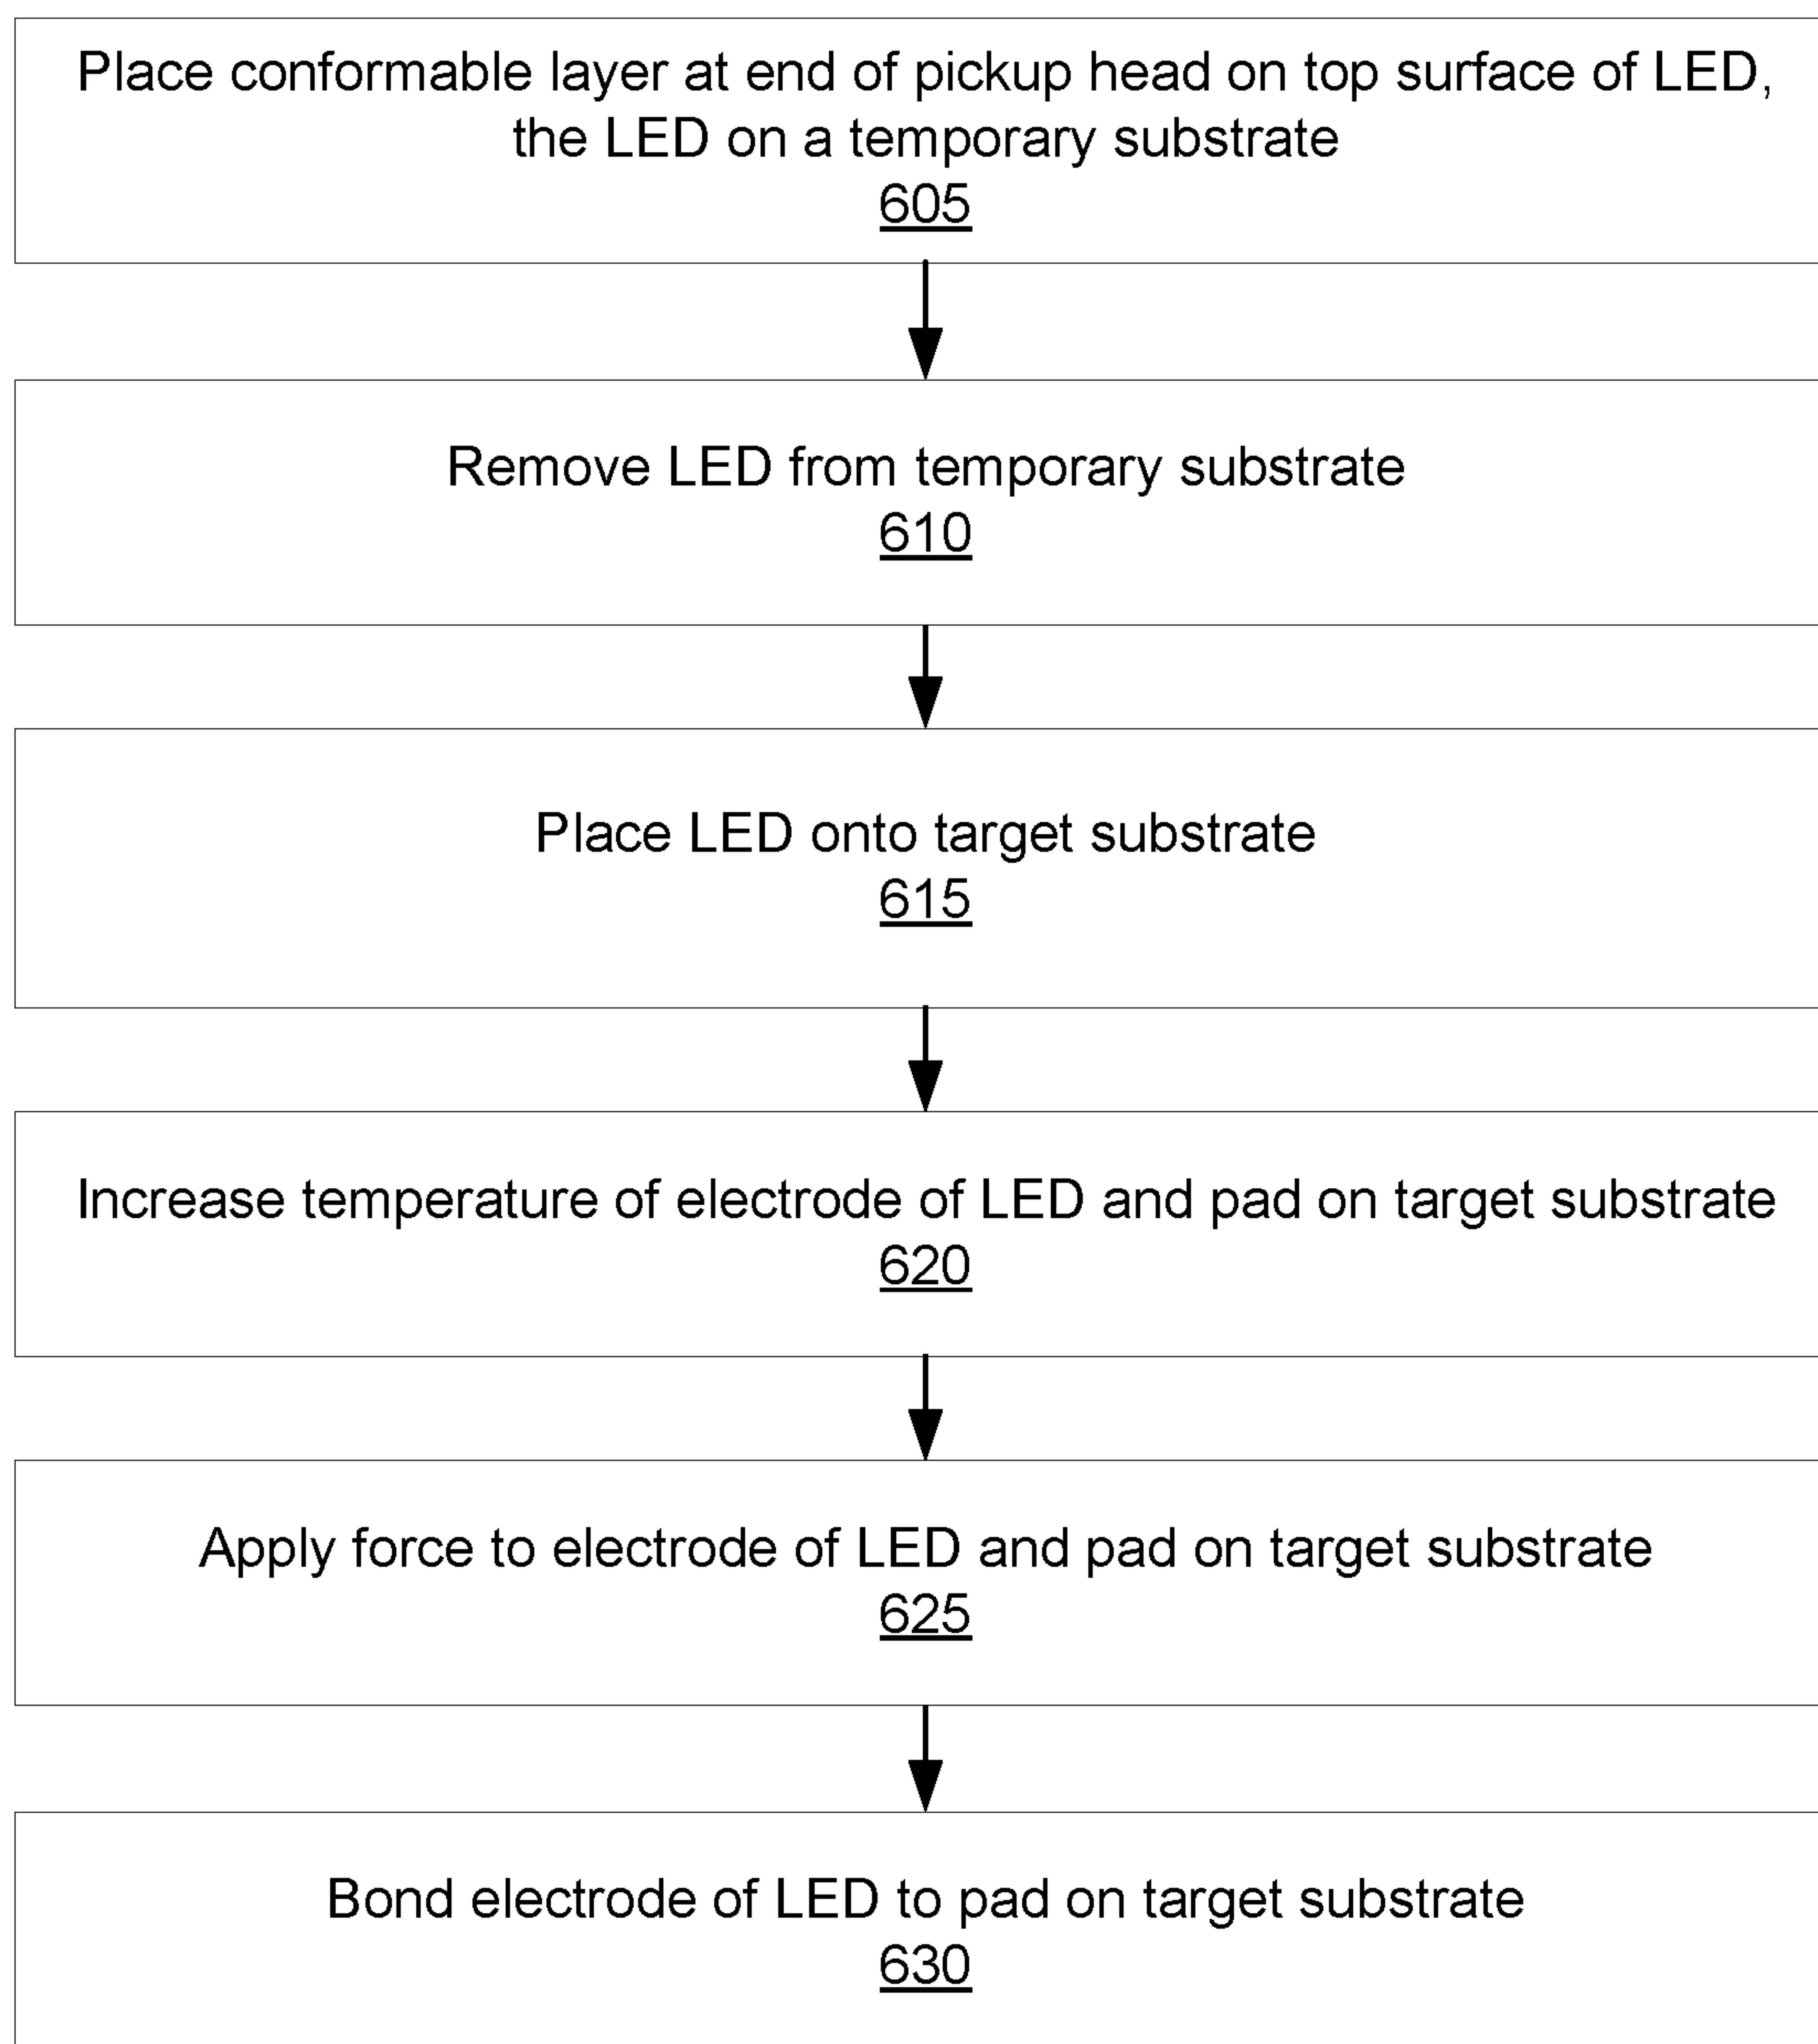 Place conformable layer at end of pickup head on top surface of LED,
the LED on a temporary substrate
605
Remove LED from temporary substrate
610
Place LED onto target substrate
615
Increase temperature of electrode of LED and pad on target substrate
620
Apply force to electrode of LED and pad on target substrate
625
Bond electrode of LED to pad on target substrate
630